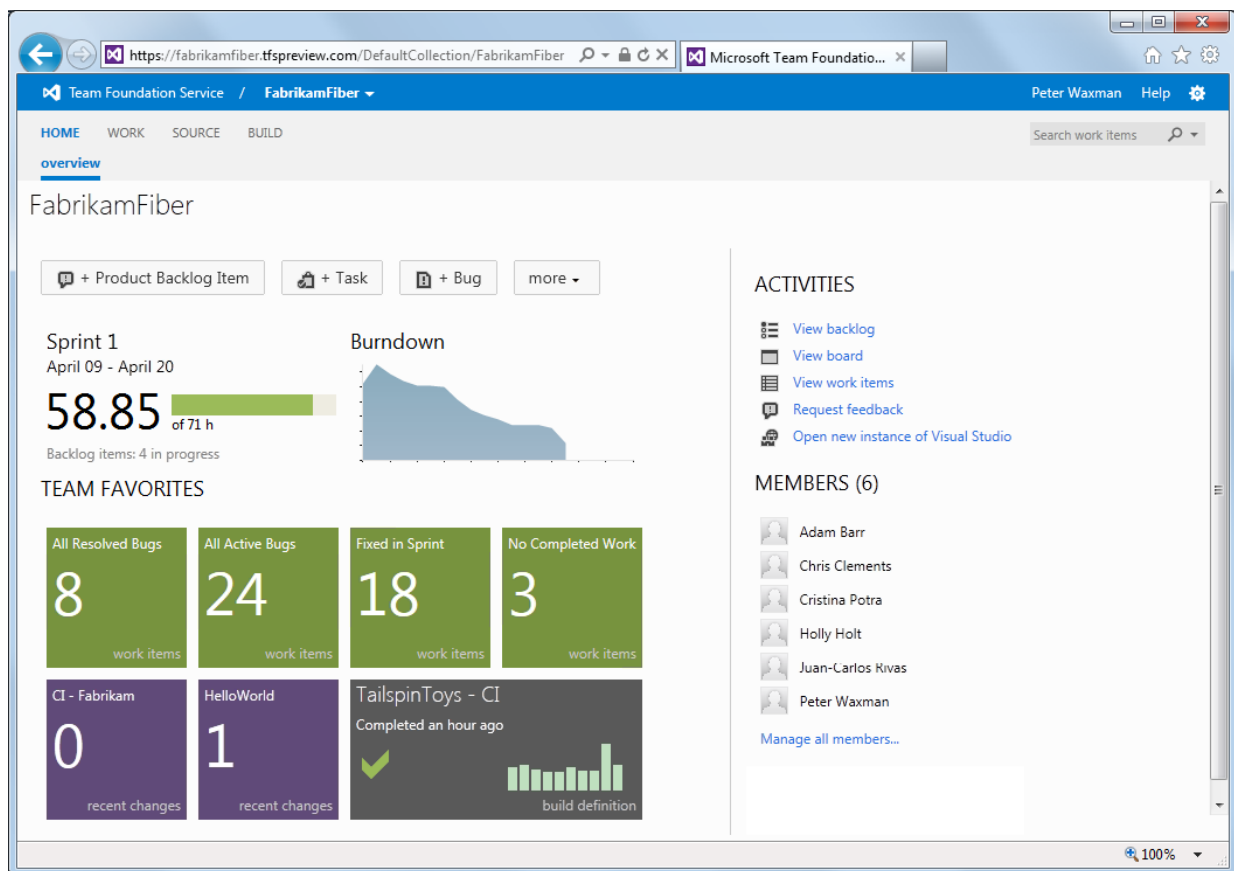 https://fabrikamfiber.tfspreview.com/DefaultCollection/FabrikamFiber
Microsoft Team Foundatio...
Team Foundation Service / FabrikamFiber
Peter Waxman Help
HOME WORK SOURCE BUILD
Search work items
overview
FabrikamFiber
+ Product Backlog Item
+ Task
+ Bug
more
Sprint 1
April 09 - April 20
58.85
of 71 h
Backlog items: 4 in progress
Burndown
TEAM FAVORITES
All Resolved Bugs
8
work items
All Active Bugs
24
work items
Fixed in Sprint
18
work items
No Completed Work
3
work items
CI - Fabrikam
0
recent changes
HelloWorld
1
recent changes
TailspinToys - CI
Completed an hour ago
build definition
ACTIVITIES
View backlog
View board
View work items
Request feedback
Open new instance of Visual Studio
MEMBERS (6)
Adam Barr
Chris Clements
Cristina Potra
Holly Holt
Juan-Carlos Rivas
Peter Waxman
Manage all members...
100%